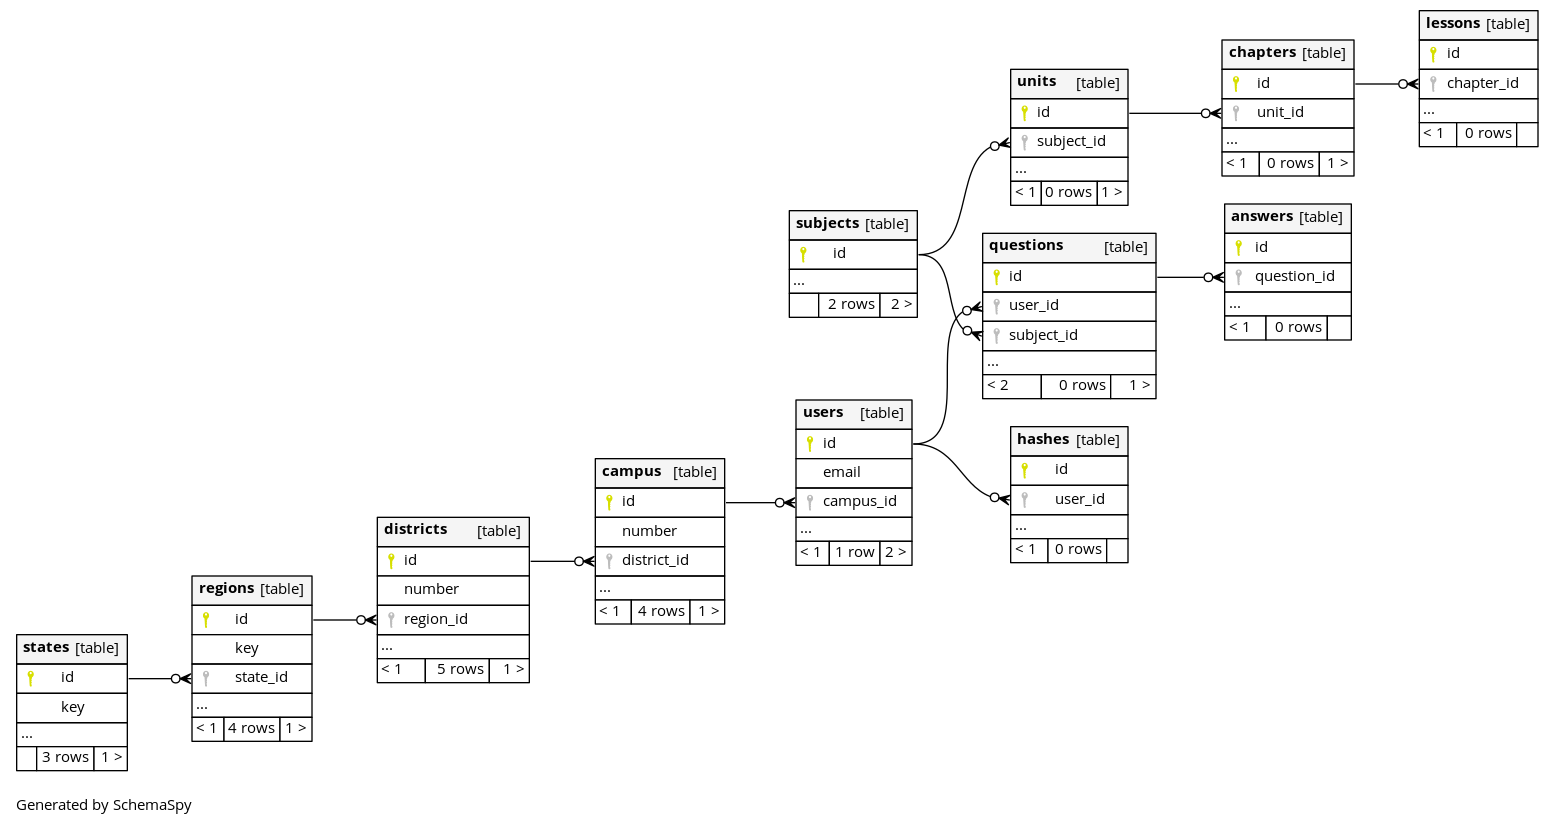 lessons [table]
id
chapter_id
...
< 1 0 rows
chapters [table]
id
unit_id
...
< 1 0 rows 1 >
units [table]
id
subject_id
...
< 1 0 rows 1 >
answers [table]
id
question_id
...
< 1 0 rows
subjects [table]
id
...
2 rows 2 >
questions [table]
id
user_id
subject_id
...
< 2 0 rows 1 >
users [table]
id
email
campus_id
...
< 1 1 row 2 >
hashes [table]
id
user_id
...
< 1 0 rows
campus [table]
id
number
district_id
...
< 1 4 rows 1 >
districts [table]
id
number
region_id
...
< 1 5 rows 1 >
regions [table]
id
key
state_id
...
< 1 4 rows 1 >
states [table]
id
key
...
3 rows 1 >
Generated by SchemaSpy